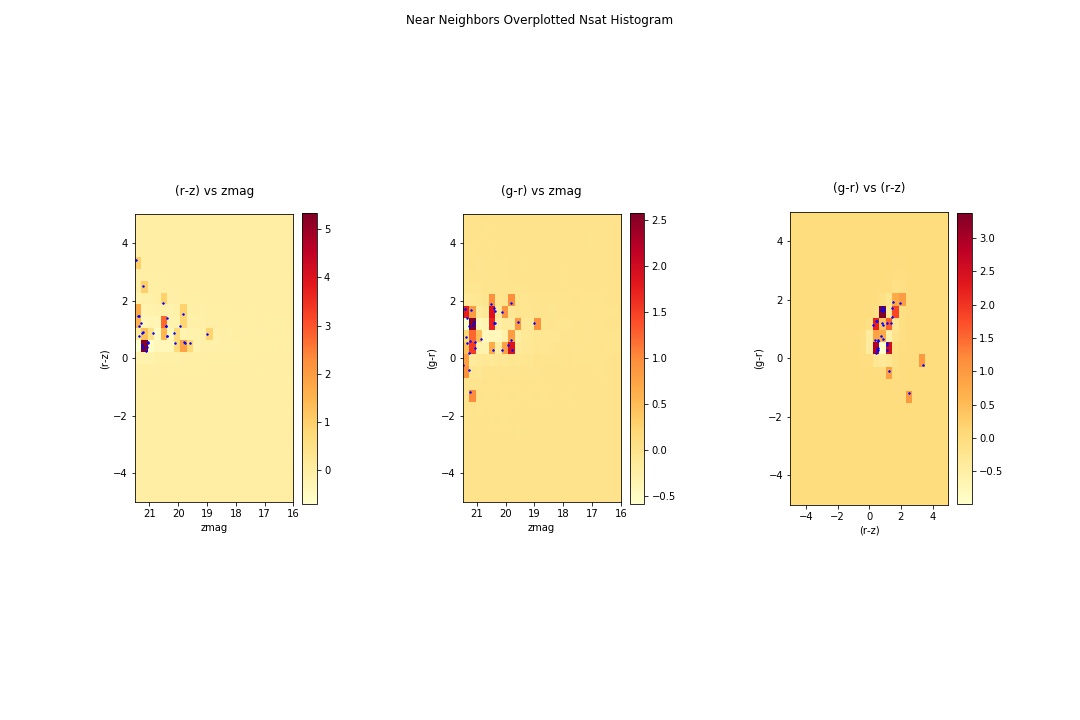 Near Neighbors Overplotted Nsat Histogram
(r-z) vs zmag
(g-r) vs zmag
(g-r) vs (r-z)
4
2
0
−2
−4
(r-z)
21 20 19 18 17 16
zmag
5
4
3
2
1
0
4
2
0
−2
−4
(g-r)
21 20 19 18 17 16
zmag
2.5
2.0
1.5
1.0
0.5
0.0
−0.5
4
2
0
−2
−4
(g-r)
−4 −2 0 2 4
(r-z)
3.0
2.5
2.0
1.5
1.0
0.5
0.0
−0.5